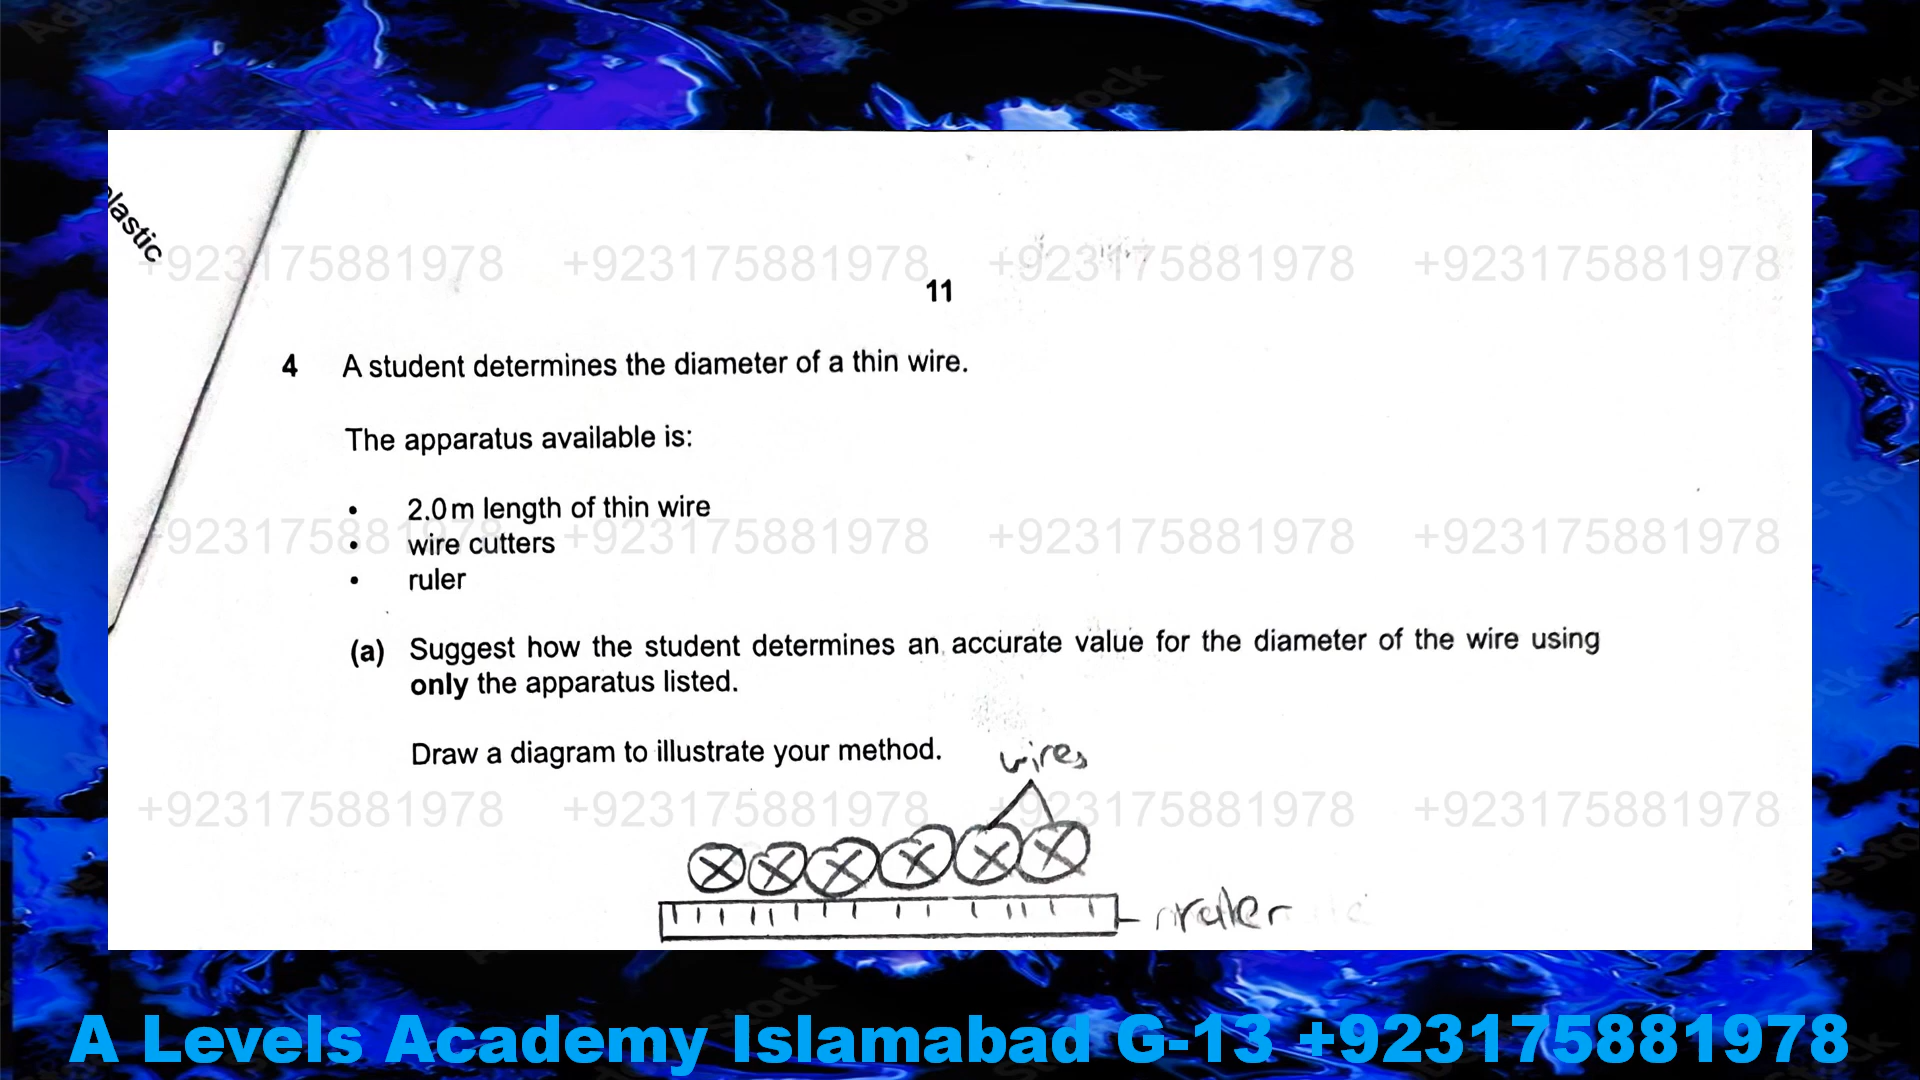 plastic
+923175881978 +923175881978 +923175881978 +923175881978
11
4 A student determines the diameter of a thin wire.
The apparatus available is:
• 2.0 m length of thin wire
+923175881978 +923175881978 +923175881978 +923175881978
• wire cutters
• ruler
(a) Suggest how the student determines an accurate value for the diameter of the wire using
only the apparatus listed.
Draw a diagram to illustrate your method.
wires
+923175881978 +923175881978 +923175881978 +923175881978
ruler
A Levels Academy Islamabad G-13 +923175881978